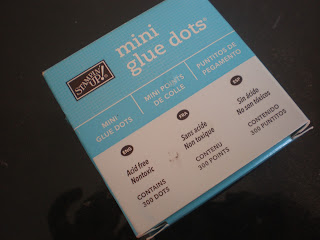 STAMPIN'
UP!
mini
glue dots®
MINI
GLUE DOTS
MINI POINTS
DE COLLE
PUNTITOS DE
PEGAMENTO
ENG
Acid free
Nontoxic
CONTAINS
300 DOTS
FRA
Sans acide
Non toxique
CONTENU
300 POINTS
ESP
Sin ácido
No son tóxicos
CONTENIDO
300 PUNTITOS